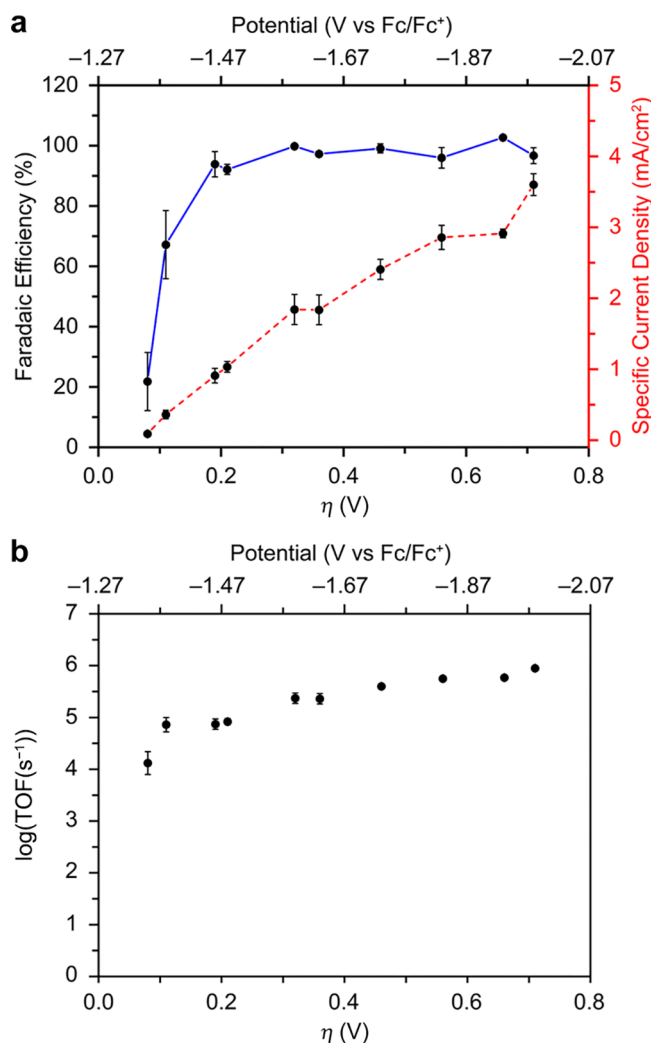 a
Potential (V vs Fc/Fc⁺)
−1.27 −1.47 −1.67 −1.87 −2.07
Faradaic Efficiency (%)
120
100
80
60
40
20
0
Specific Current Density (mA/cm²)
5
4
3
2
1
0
0.0 0.2 0.4 0.6 0.8
η (V)
b
Potential (V vs Fc/Fc⁺)
−1.27 −1.47 −1.67 −1.87 −2.07
log(TOF(s⁻¹))
7
6
5
4
3
2
1
0
0.0 0.2 0.4 0.6 0.8
η (V)